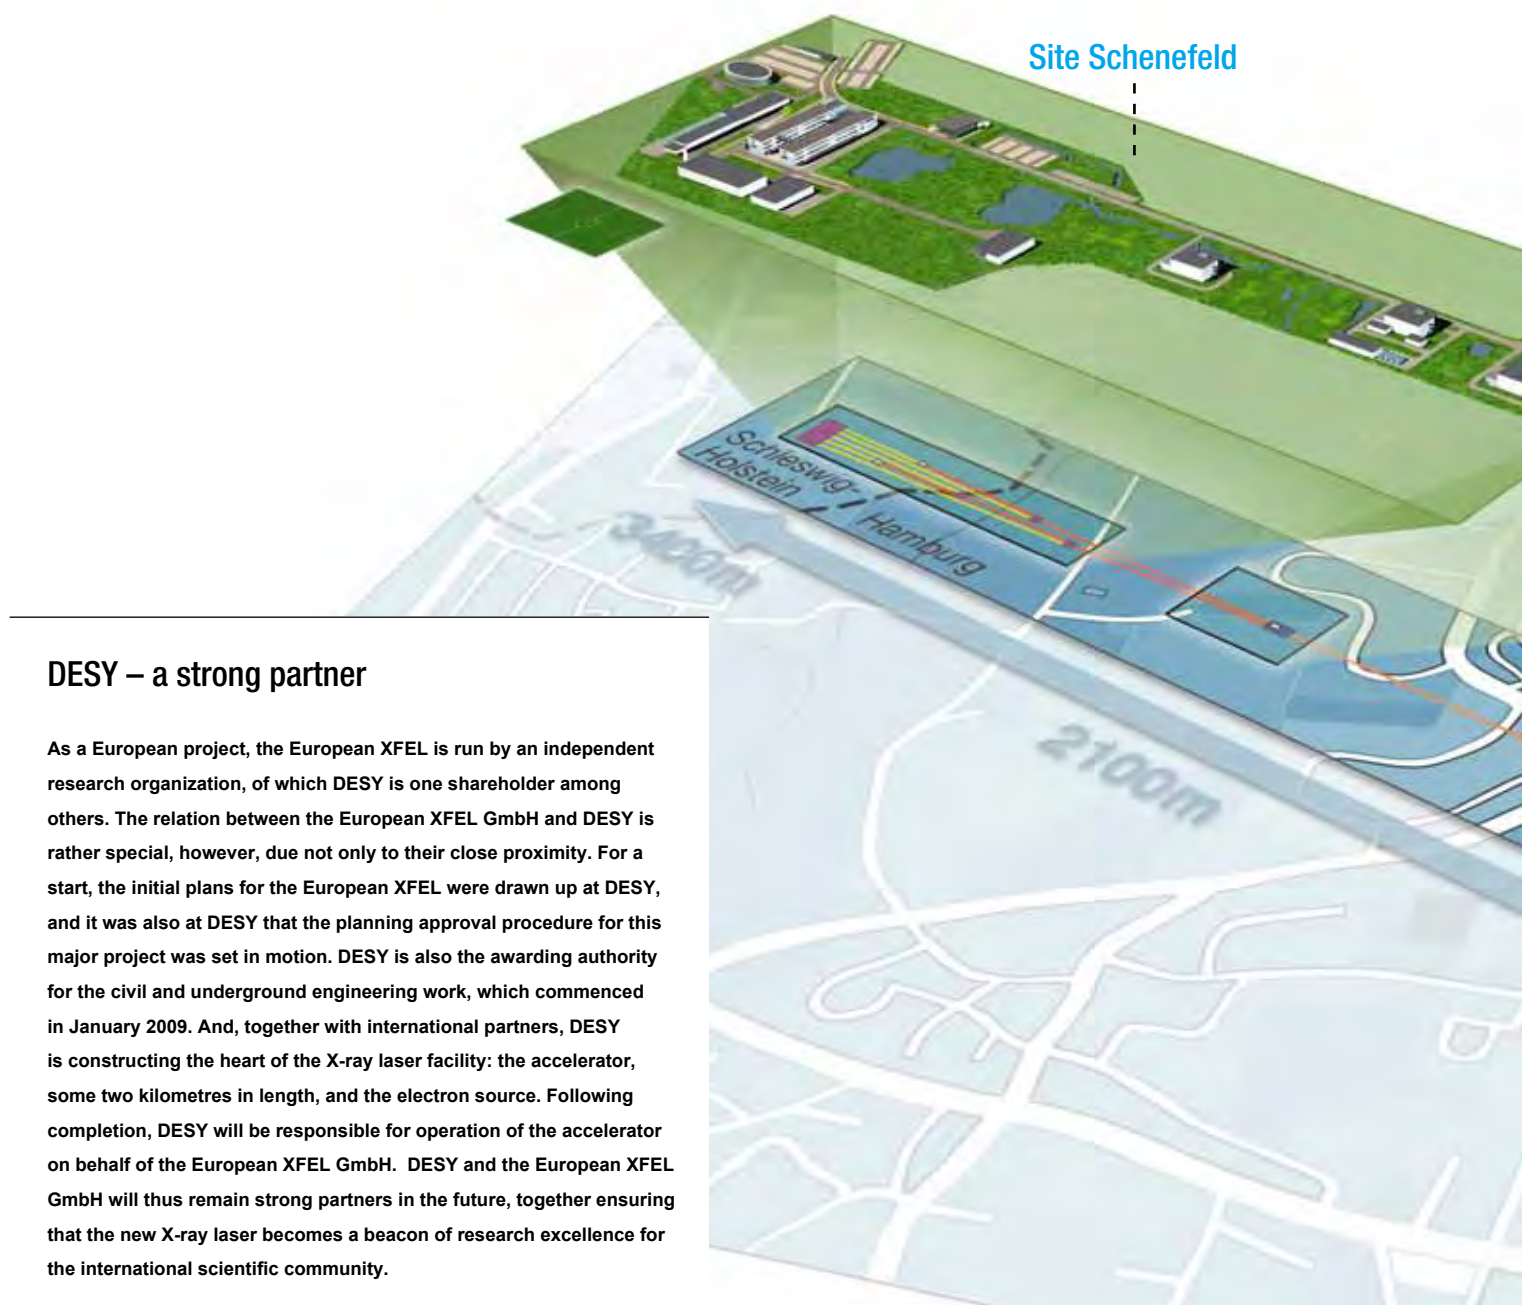 Site Schenefeld
Schleswig-
Holstein
Hamburg
3400m
2100m
DESY – a strong partner
As a European project, the European XFEL is run by an independent
research organization, of which DESY is one shareholder among
others. The relation between the European XFEL GmbH and DESY is
rather special, however, due not only to their close proximity. For a
start, the initial plans for the European XFEL were drawn up at DESY,
and it was also at DESY that the planning approval procedure for this
major project was set in motion. DESY is also the awarding authority
for the civil and underground engineering work, which commenced
in January 2009. And, together with international partners, DESY
is constructing the heart of the X-ray laser facility: the accelerator,
some two kilometres in length, and the electron source. Following
completion, DESY will be responsible for operation of the accelerator
on behalf of the European XFEL GmbH.  DESY and the European XFEL
GmbH will thus remain strong partners in the future, together ensuring
that the new X-ray laser becomes a beacon of research excellence for
the international scientific community.